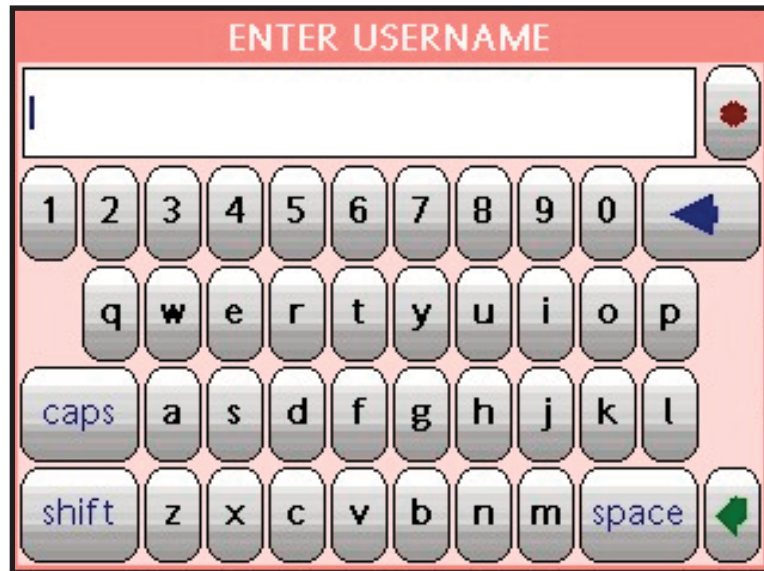 ENTER USERNAME
1 2 3 4 5 6 7 8 9 0
q w e r t y u i o p
caps a s d f g h j k l
shift z x c v b n m space